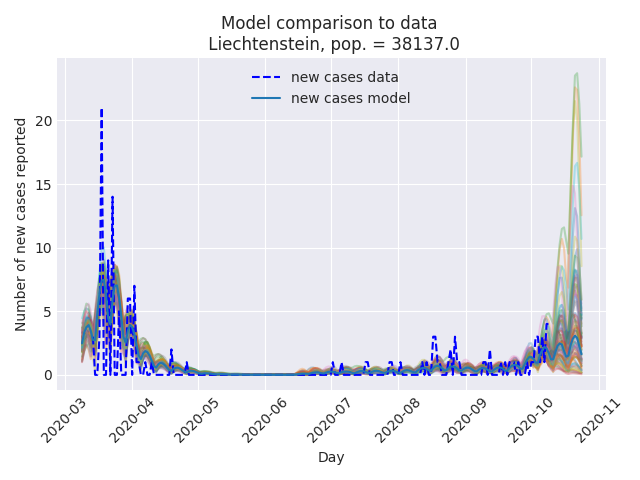 Model comparison to data
Liechtenstein, pop. = 38137.0
new cases data
new cases model
Number of new cases reported
20
15
10
5
0
2020-03
2020-04
2020-05
2020-06
2020-07
2020-08
2020-09
2020-10
2020-11
Day